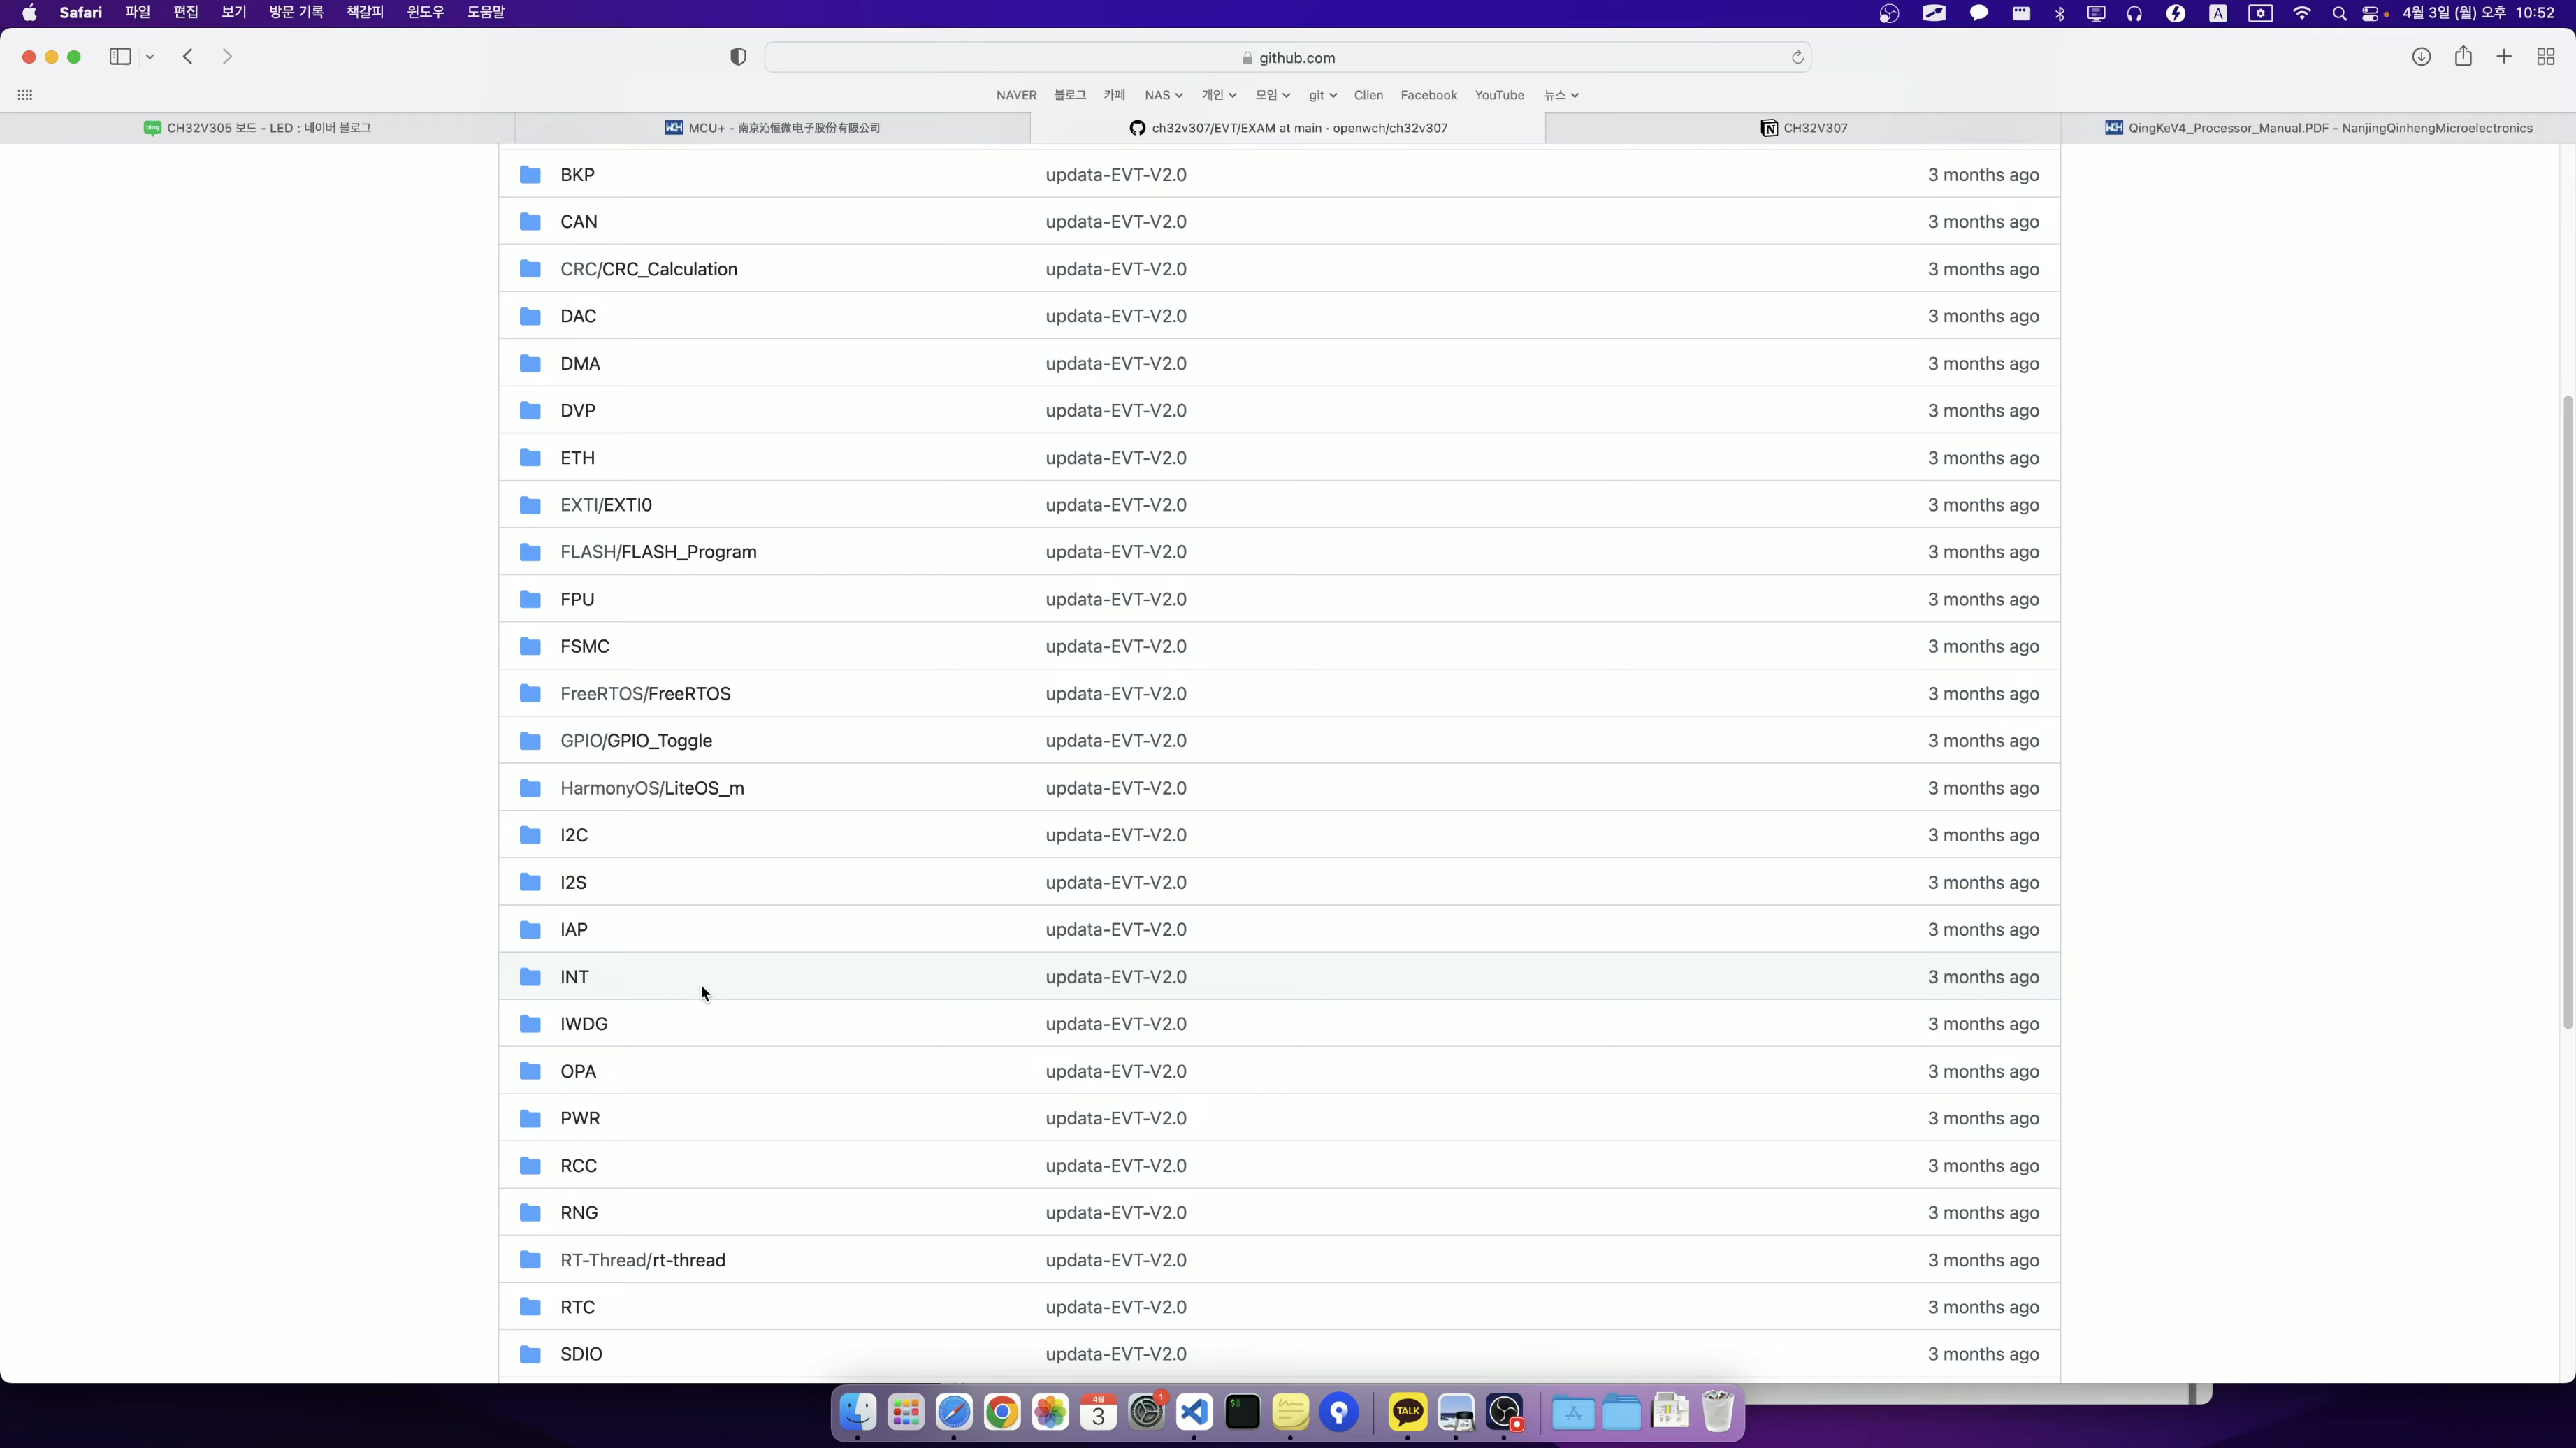 Safari 파일 편집 보기 방문 기록 책갈피 윈도우 도움말 A 4월 3일 (월) 오후 10:52
github.com
NAVER 블로그 카페 NAS 개인 모임 git Clien Facebook YouTube 뉴스
blog CH32V305 보드 - LED : 네이버 블로그 WCH MCU+ - 南京沁恒微电子股份有限公司 ch32v307/EVT/EXAM at main · openwch/ch32v307 CH32V307 WCH QingKeV4_Processor_Manual.PDF - NanjingQinhengMicroelectronics
BKP updata-EVT-V2.0 3 months ago
CAN updata-EVT-V2.0 3 months ago
CRC/CRC_Calculation updata-EVT-V2.0 3 months ago
DAC updata-EVT-V2.0 3 months ago
DMA updata-EVT-V2.0 3 months ago
DVP updata-EVT-V2.0 3 months ago
ETH updata-EVT-V2.0 3 months ago
EXTI/EXTI0 updata-EVT-V2.0 3 months ago
FLASH/FLASH_Program updata-EVT-V2.0 3 months ago
FPU updata-EVT-V2.0 3 months ago
FSMC updata-EVT-V2.0 3 months ago
FreeRTOS/FreeRTOS updata-EVT-V2.0 3 months ago
GPIO/GPIO_Toggle updata-EVT-V2.0 3 months ago
HarmonyOS/LiteOS_m updata-EVT-V2.0 3 months ago
I2C updata-EVT-V2.0 3 months ago
I2S updata-EVT-V2.0 3 months ago
IAP updata-EVT-V2.0 3 months ago
INT updata-EVT-V2.0 3 months ago
IWDG updata-EVT-V2.0 3 months ago
OPA updata-EVT-V2.0 3 months ago
PWR updata-EVT-V2.0 3 months ago
RCC updata-EVT-V2.0 3 months ago
RNG updata-EVT-V2.0 3 months ago
RT-Thread/rt-thread updata-EVT-V2.0 3 months ago
RTC updata-EVT-V2.0 3 months ago
SDIO updata-EVT-V2.0 3 months ago
4월 3 1 $ TALK